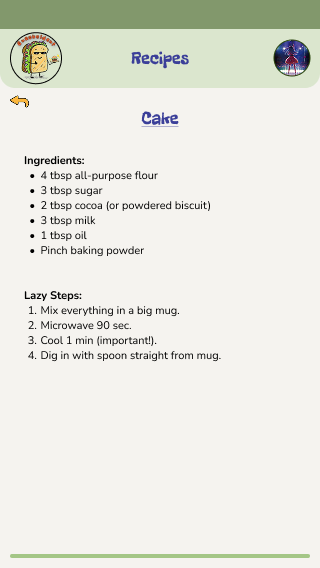 Recipes
Cake
Ingredients:
• 4 tbsp all-purpose flour
• 3 tbsp sugar
• 2 tbsp cocoa (or powdered biscuit)
• 3 tbsp milk
• 1 tbsp oil
• Pinch baking powder
Lazy Steps:
1. Mix everything in a big mug.
2. Microwave 90 sec.
3. Cool 1 min (important!).
4. Dig in with spoon straight from mug.